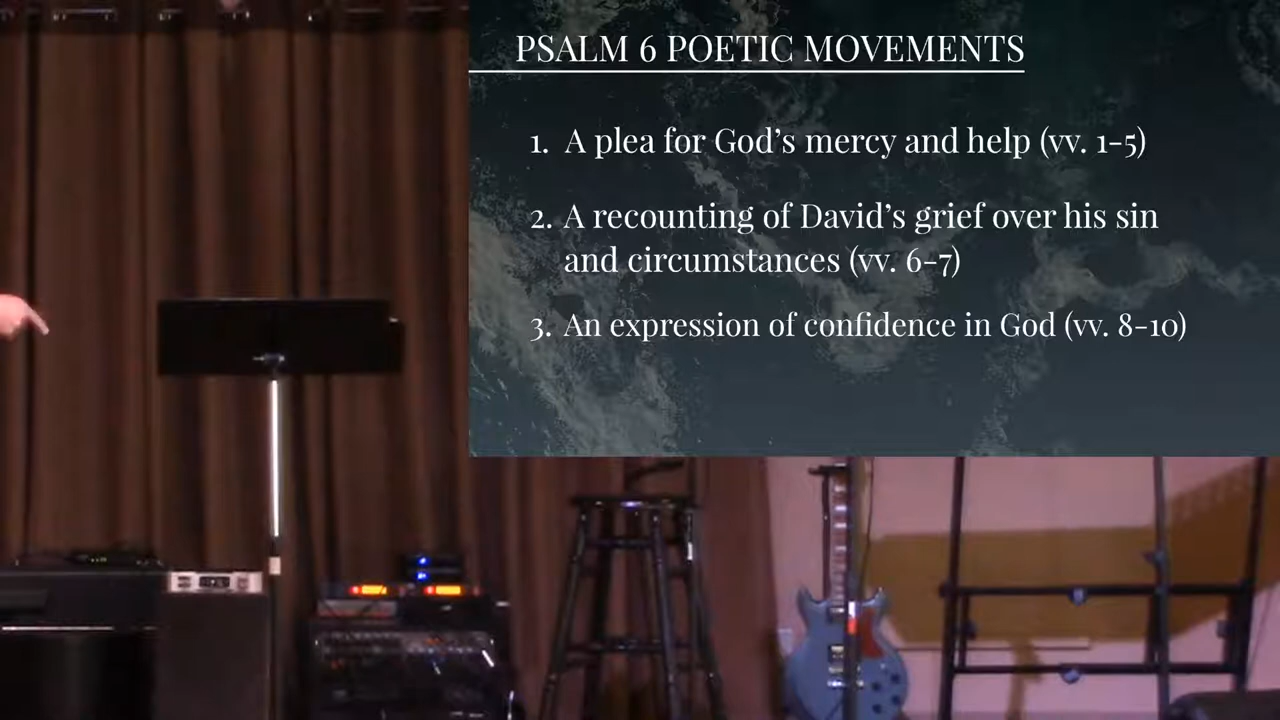 PSALM 6 POETIC MOVEMENTS
1. A plea for God's mercy and help (vv. 1-5)
2. A recounting of David's grief over his sin
and circumstances (vv. 6-7)
3. An expression of confidence in God (vv. 8-10)